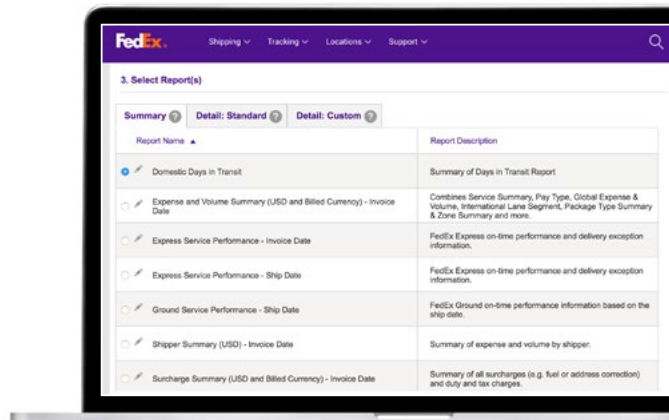 FedEx.
Shipping Tracking Locations Support
3. Select Report(s)
Summary ? Detail: Standard ? Detail: Custom ?
Report Name ▲ Report Description
Domestic Days in Transit Summary of Days in Transit Report
Expense and Volume Summary (USD and Billed Currency) - Invoice
Date
Combines Service Summary, Pay Type, Global Expense &
Volume, International Lane Segment, Package Type Summary
& Zone Summary and more.
Express Service Performance - Invoice Date
FedEx Express on-time performance and delivery exception
information.
Express Service Performance - Ship Date
FedEx Express on-time performance and delivery exception
information.
Ground Service Performance - Ship Date
FedEx Ground on-time performance information based on the
ship date.
Shipper Summary (USD) - Invoice Date Summary of expense and volume by shipper.
Surcharge Summary (USD and Billed Currency) - Invoice Date
Summary of all surcharges (e.g. fuel or address correction)
and duty and tax charges.